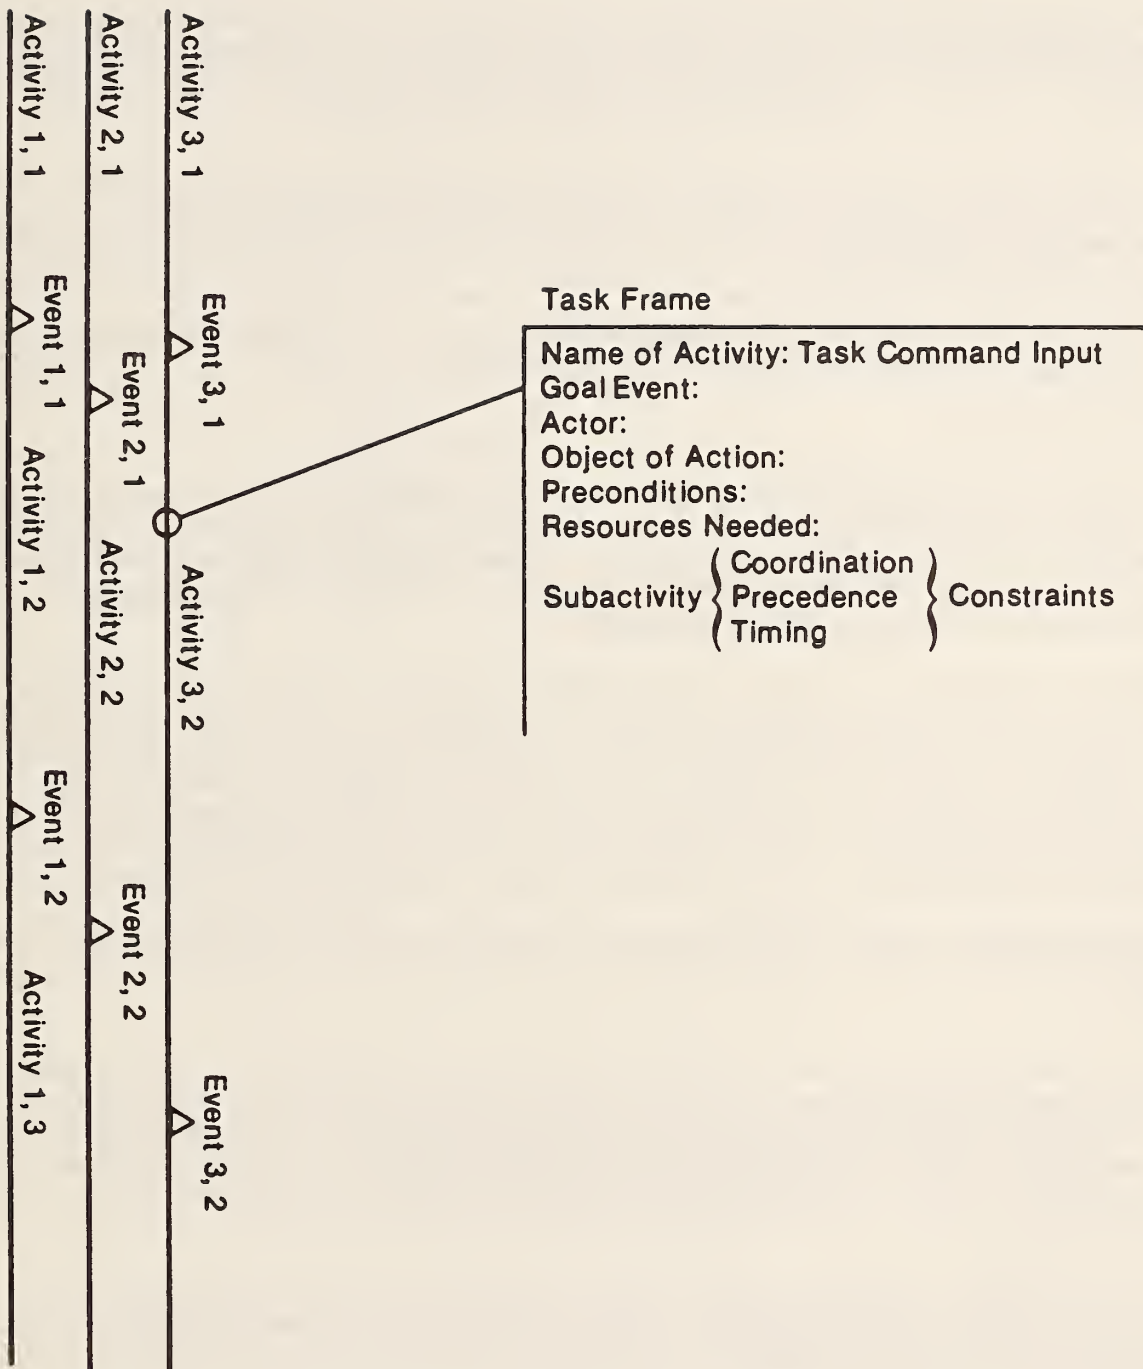 Activity 3, 1
Event 3, 1
Activity 3, 2
Event 3, 2
Activity 2, 1
Event 2, 1
Activity 2, 2
Event 2, 2
Activity 1, 1
Event 1, 1
Activity 1, 2
Event 1, 2
Activity 1, 3
Task Frame
Name of Activity: Task Command Input
Goal Event:
Actor:
Object of Action:
Preconditions:
Resources Needed:
Coordination
Subactivity Precedence Constraints
Timing